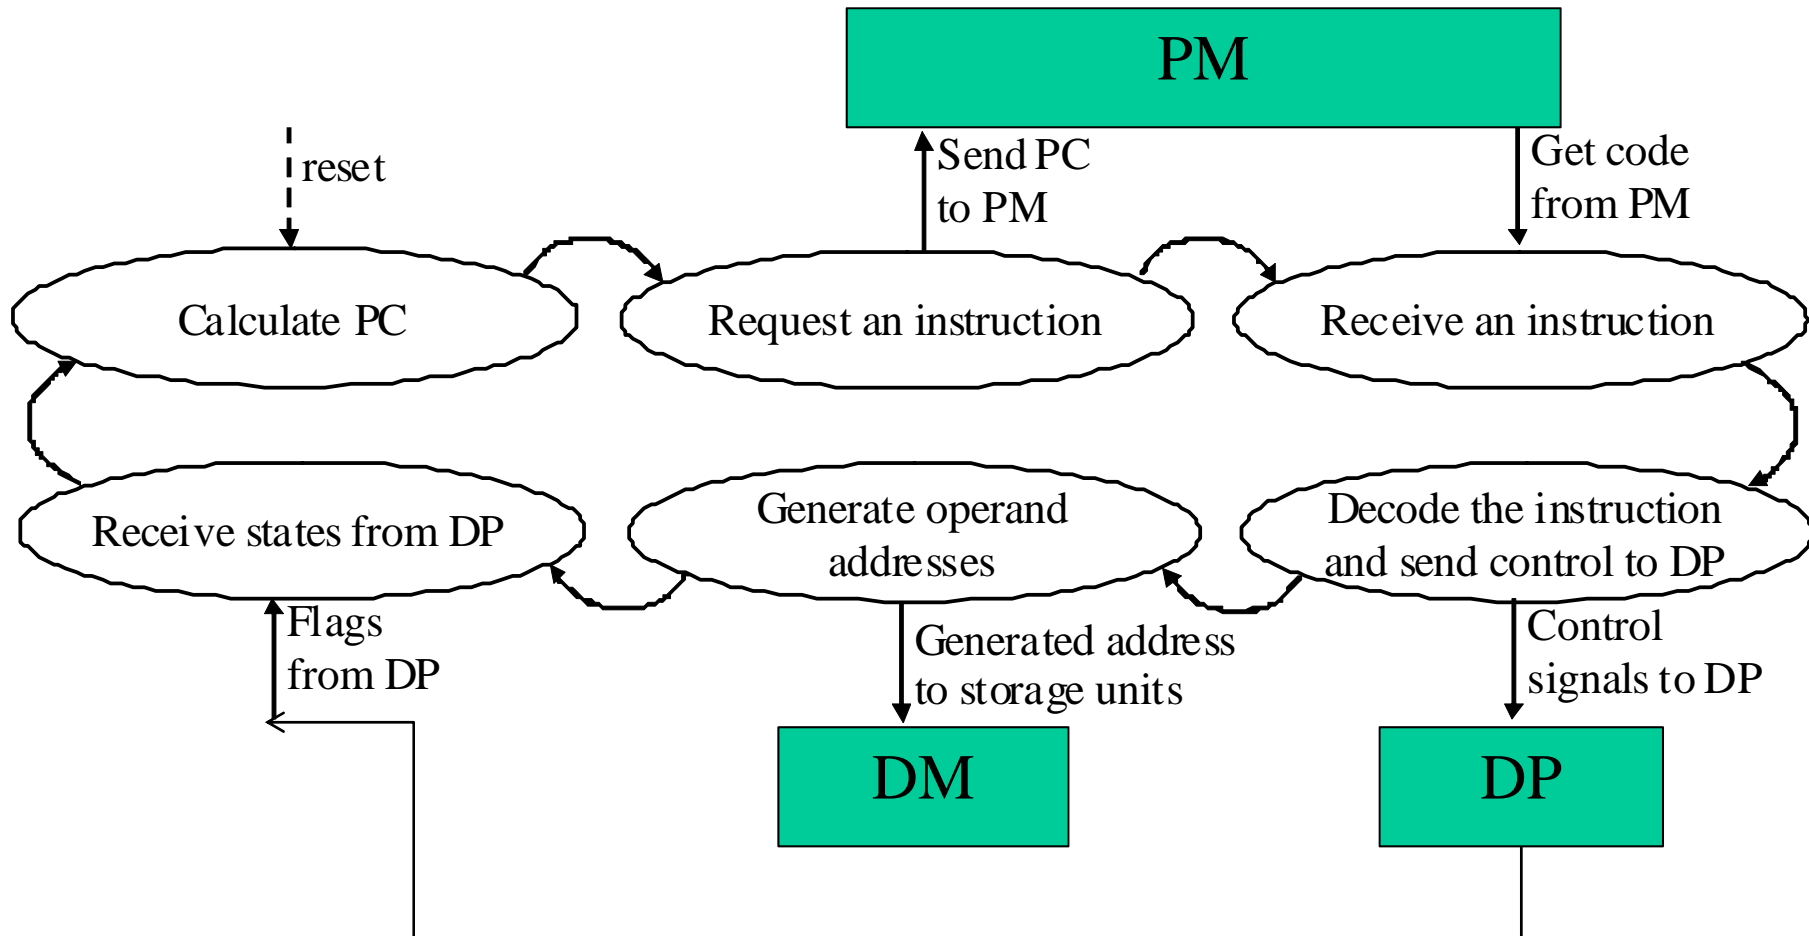 PM
reset
Send PC
to PM
Get code
from PM
Calculate PC
Request an instruction
Receive an instruction
Receive states from DP
Generate operand
addresses
Decode the instruction
and send control to DP
Flags
from DP
Generated address
to storage units
Control
signals to DP
DM
DP